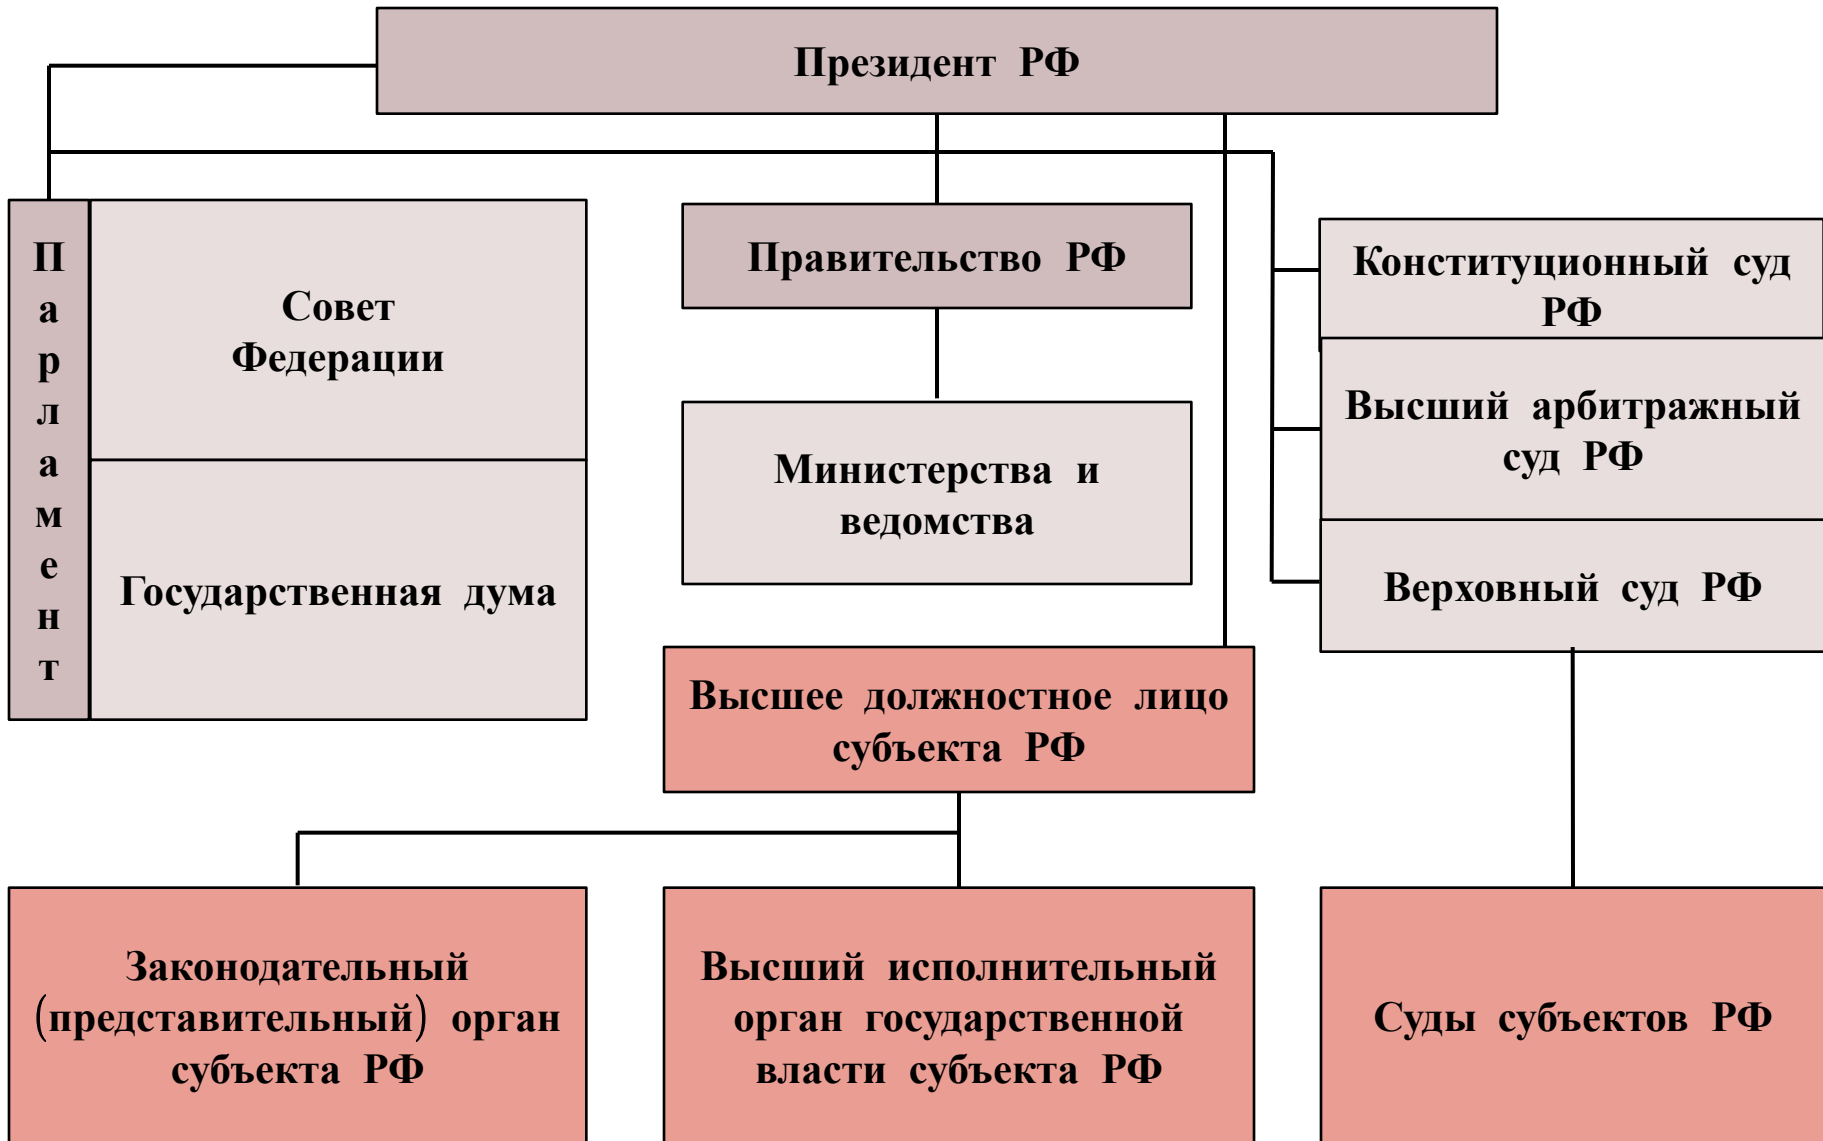 Президент РФ
Парламент
Совет
Федерации
Государственная дума
Правительство РФ
Министерства и
ведомства
Конституционный суд
РФ
Высший арбитражный
суд РФ
Верховный суд РФ
Высшее должностное лицо
субъекта РФ
Законодательный
(представительный) орган
субъекта РФ
Высший исполнительный
орган государственной
власти субъекта РФ
Суды субъектов РФ